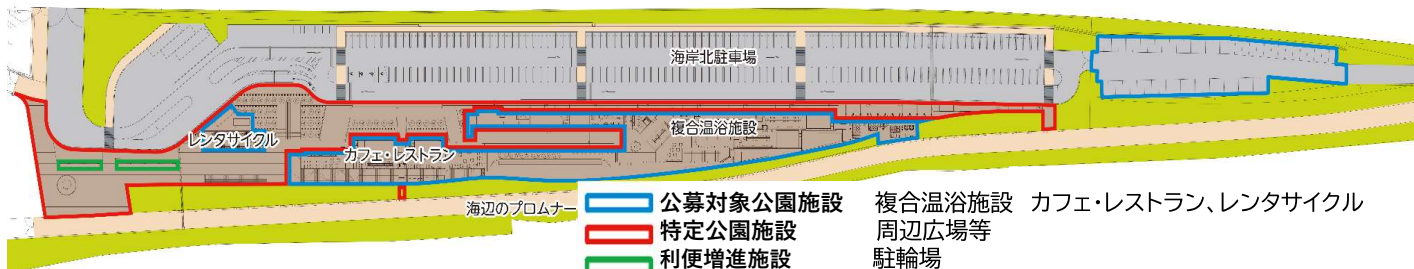 海岸北駐車場
レンタサイクル
複合温浴施設
カフェ・レストラン
海辺のプロムナー
公募対象公園施設 複合温浴施設 カフェ・レストラン、レンタサイクル
特定公園施設 周辺広場等
利便増進施設 駐輪場